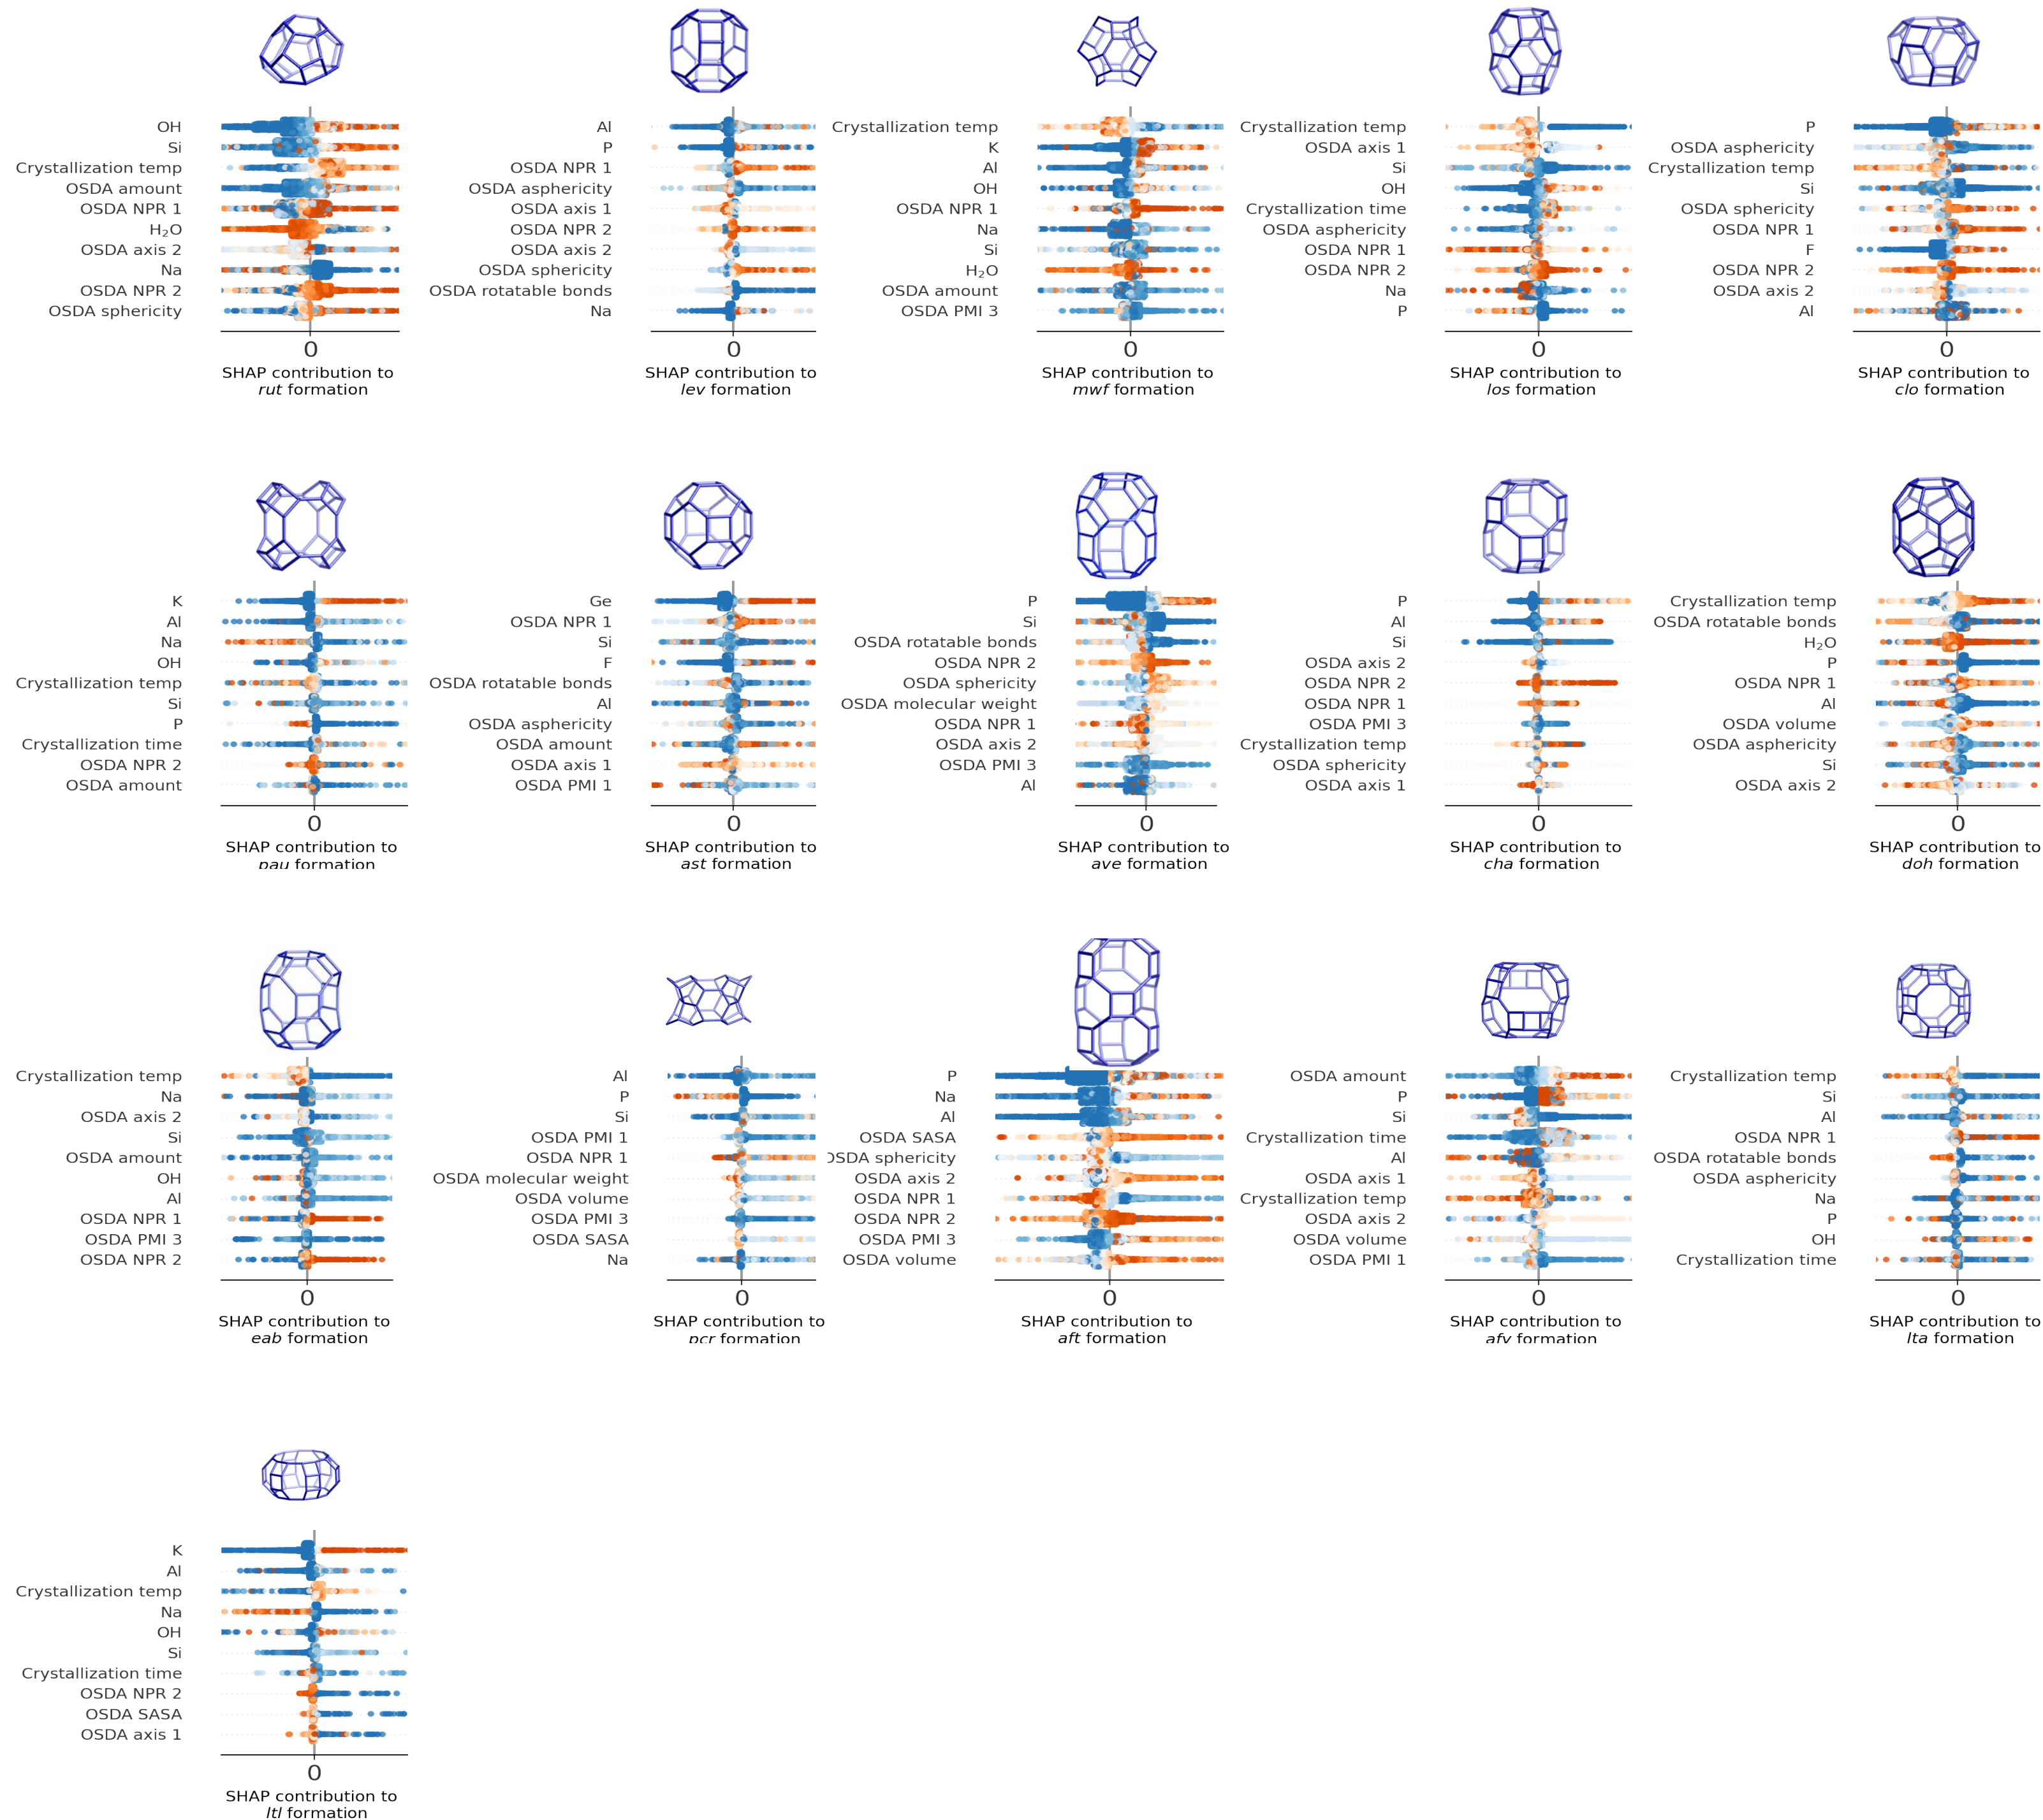 OH
Si
Crystallization temp
OSDA amount
OSDA NPR 1
H₂O
OSDA axis 2
Na
OSDA NPR 2
OSDA sphericity
0
SHAP contribution to
rut formation
Al
P
OSDA NPR 1
OSDA asphericity
OSDA axis 1
OSDA NPR 2
OSDA axis 2
OSDA sphericity
OSDA rotatable bonds
Na
0
SHAP contribution to
lev formation
Crystallization temp
K
Al
OH
OSDA NPR 1
Na
Si
H₂O
OSDA amount
OSDA PMI 3
0
SHAP contribution to
mwf formation
Crystallization temp
OSDA axis 1
Si
OH
Crystallization time
OSDA asphericity
OSDA NPR 1
OSDA NPR 2
Na
P
0
SHAP contribution to
los formation
P
OSDA asphericity
Crystallization temp
Si
OSDA sphericity
OSDA NPR 1
F
OSDA NPR 2
OSDA axis 2
Al
0
SHAP contribution to
clo formation
K
Al
Na
OH
Crystallization temp
Si
P
Crystallization time
OSDA NPR 2
OSDA amount
0
SHAP contribution to
pau formation
Ge
OSDA NPR 1
Si
F
OSDA rotatable bonds
Al
OSDA asphericity
OSDA amount
OSDA axis 1
OSDA PMI 1
0
SHAP contribution to
ast formation
P
Si
OSDA rotatable bonds
OSDA NPR 2
OSDA sphericity
OSDA molecular weight
OSDA NPR 1
OSDA axis 2
OSDA PMI 3
Al
0
SHAP contribution to
ave formation
P
Al
Si
OSDA axis 2
OSDA NPR 2
OSDA NPR 1
OSDA PMI 3
Crystallization temp
OSDA sphericity
OSDA axis 1
0
SHAP contribution to
cha formation
Crystallization temp
OSDA rotatable bonds
H₂O
P
OSDA NPR 1
Al
OSDA volume
OSDA asphericity
Si
OSDA axis 2
0
SHAP contribution to
doh formation
Crystallization temp
Na
OSDA axis 2
Si
OSDA amount
OH
Al
OSDA NPR 1
OSDA PMI 3
OSDA NPR 2
0
SHAP contribution to
eab formation
Al
P
Si
OSDA PMI 1
OSDA NPR 1
OSDA molecular weight
OSDA volume
OSDA PMI 3
OSDA SASA
Na
0
SHAP contribution to
pcr formation
P
Na
Al
OSDA SASA
OSDA sphericity
OSDA axis 2
OSDA NPR 1
OSDA NPR 2
OSDA PMI 3
OSDA volume
0
SHAP contribution to
aft formation
OSDA amount
P
Si
Crystallization time
Al
OSDA axis 1
Crystallization temp
OSDA axis 2
OSDA volume
OSDA PMI 1
0
SHAP contribution to
afy formation
Crystallization temp
Si
Al
OSDA NPR 1
OSDA rotatable bonds
OSDA asphericity
Na
P
OH
Crystallization time
0
SHAP contribution to
lta formation
K
Al
Crystallization temp
Na
OH
Si
Crystallization time
OSDA NPR 2
OSDA SASA
OSDA axis 1
0
SHAP contribution to
ltl formation